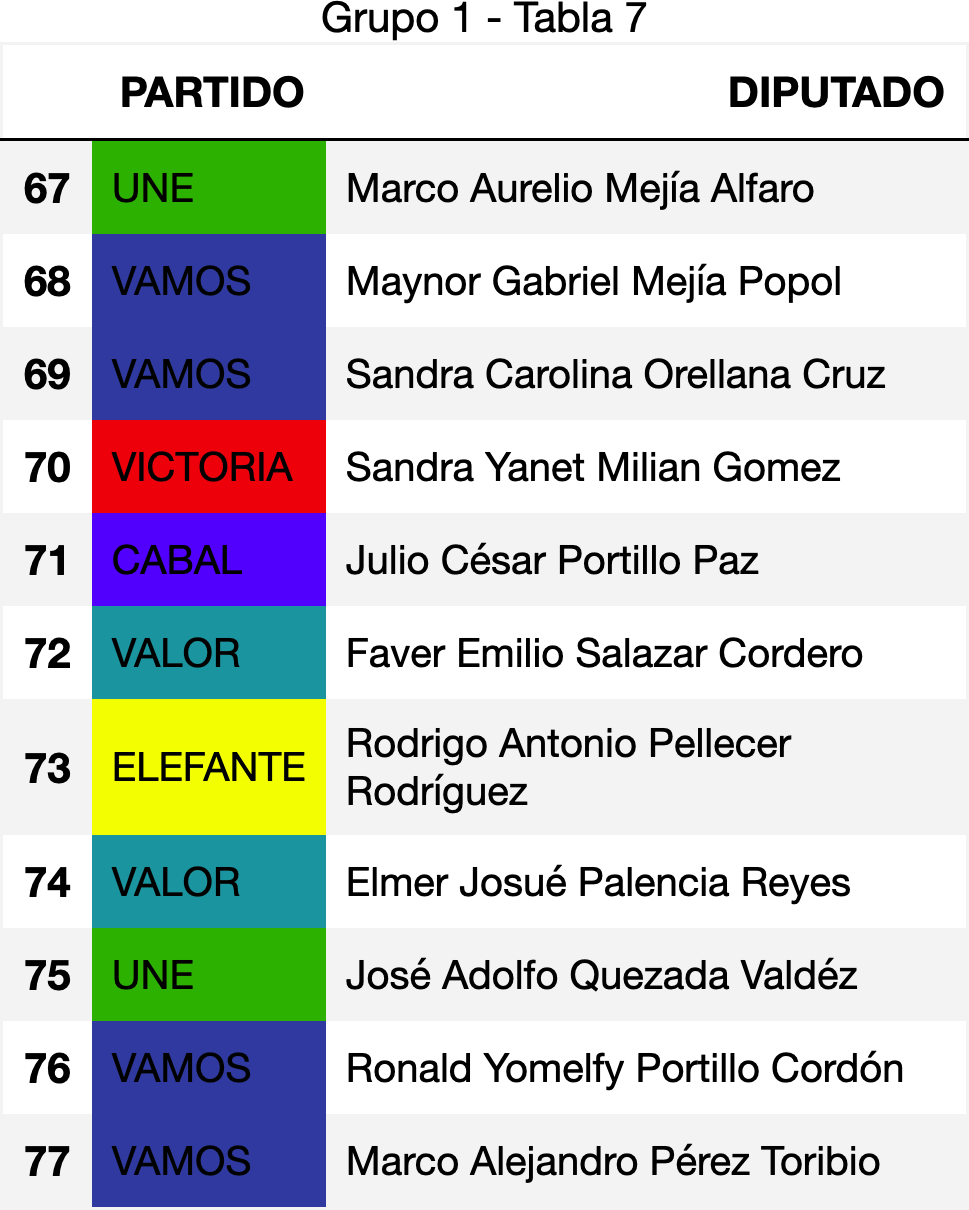 Grupo 1 - Tabla 7
PARTIDO DIPUTADO
67 UNE Marco Aurelio Mejía Alfaro
68 VAMOS Maynor Gabriel Mejía Popol
69 VAMOS Sandra Carolina Orellana Cruz
70 VICTORIA Sandra Yanet Milian Gomez
71 CABAL Julio César Portillo Paz
72 VALOR Faver Emilio Salazar Cordero
73 ELEFANTE Rodrigo Antonio Pellecer
Rodríguez
74 VALOR Elmer Josué Palencia Reyes
75 UNE José Adolfo Quezada Valdéz
76 VAMOS Ronald Yomelfy Portillo Cordón
77 VAMOS Marco Alejandro Pérez Toribio